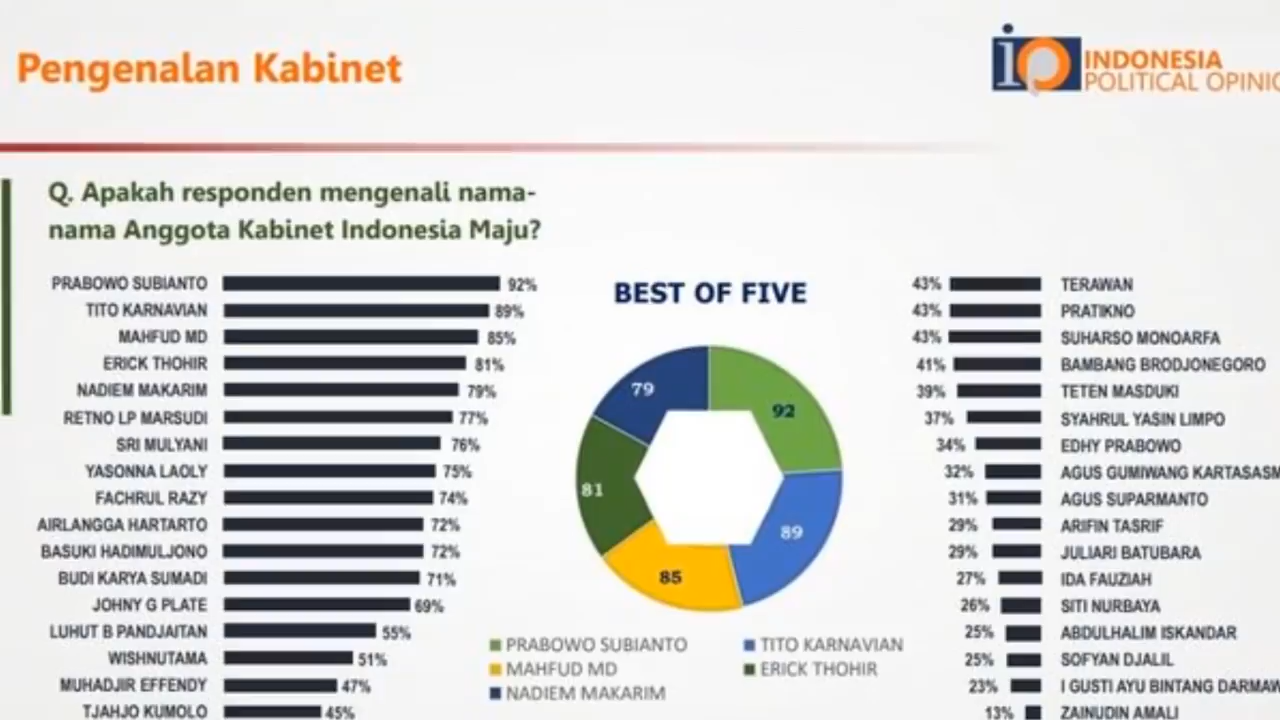 Pengenalan Kabinet
iP INDONESIA
POLITICAL OPINIO
Q. Apakah responden mengenali nama-
nama Anggota Kabinet Indonesia Maju?
PRABOWO SUBIANTO 92%
TITO KARNAVIAN 89%
MAHFUD MD 85%
ERICK THOHIR 81%
NADIEM MAKARIM 79%
RETNO LP MARSUDI 77%
SRI MULYANI 76%
YASONNA LAOLY 75%
FACHRUL RAZY 74%
AIRLANGGA HARTARTO 72%
BASUKI HADIMULJONO 72%
BUDI KARYA SUMADI 71%
JOHNY G PLATE 69%
LUHUT B PANDJAITAN 55%
WISHNUTAMA 51%
MUHADJIR EFFENDY 47%
TJAHJO KUMOLO 45%
BEST OF FIVE
79
92
81
89
85
PRABOWO SUBIANTO
TITO KARNAVIAN
MAHFUD MD
ERICK THOHIR
NADIEM MAKARIM
43% TERAWAN
43% PRATIKNO
43% SUHARSO MONOARFA
41% BAMBANG BRODJONEGORO
39% TETEN MASDUKI
37% SYAHRUL YASIN LIMPO
34% EDHY PRABOWO
32% AGUS GUMIWANG KARTASASM
31% AGUS SUPARMANTO
29% ARIFIN TASRIF
29% JULIARI BATUBARA
27% IDA FAUZIAH
26% SITI NURBAYA
25% ABDULHALIM ISKANDAR
25% SOFYAN DJALIL
23% I GUSTI AYU BINTANG DARMAW
13% ZAINUDIN AMALI